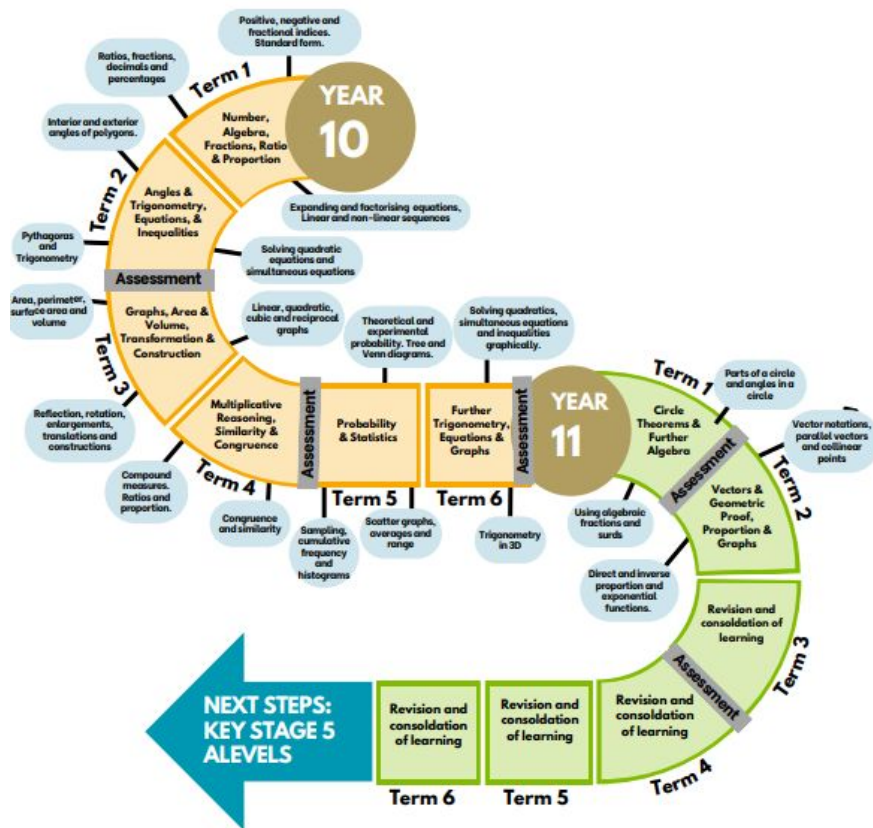 Positive, negative and
fractional indices.
Standard form.
Ratios, fractions,
decimals and
percentages
Term 1
YEAR
10
Number,
Algebra,
Fractions, Ratio
& Proportion
Interior and exterior
angles of polygons.
Expanding and factorising equations,
Linear and non-linear sequences
Term 2
Angles &
Trigonometry,
Equations, &
Inequalities
Pythagoras
and
Trigonometry
Solving quadratic
equations and
simultaneous equations
Assessment
Area, perimeter,
surface area and
volume
Graphs, Area &
Volume,
Transformation &
Construction
Linear, quadratic,
cubic and reciprocal
graphs
Term 3
Reflection, rotation,
enlargements,
translations and
constructions
Multiplicative
Reasoning,
Similarity &
Congruence
Term 4
Compound
measures.
Ratios and
proportion.
Congruence
and similarity
Assessment
Theoretical and
experimental
probability. Tree and
Venn diagrams.
Probability
& Statistics
Term 5
Sampling,
cumulative
frequency
and
histograms
Scatter graphs,
averages and
range
Solving quadratics,
simultaneous equations
and inequalities
graphically.
Further
Trigonometry,
Equations &
Graphs
Term 6
Trigonometry
in 3D
Assessment
YEAR
11
Term 1
Parts of a circle
and angles in a
circle
Circle
Theorems &
Further
Algebra
Using algebraic
fractions and
surds
Assessment
Vector notations,
parallel vectors
and collinear
points
Term 2
Vectors &
Geometric
Proof,
Proportion &
Graphs
Direct and inverse
proportion and
exponential
functions.
Revision and
consoldation of
learning
Term 3
Assessment
Revision and
consoldation
of learning
Term 4
Revision and
consoldation
of learning
Term 5
Revision and
consoldation
of learning
Term 6
NEXT STEPS:
KEY STAGE 5
ALEVELS